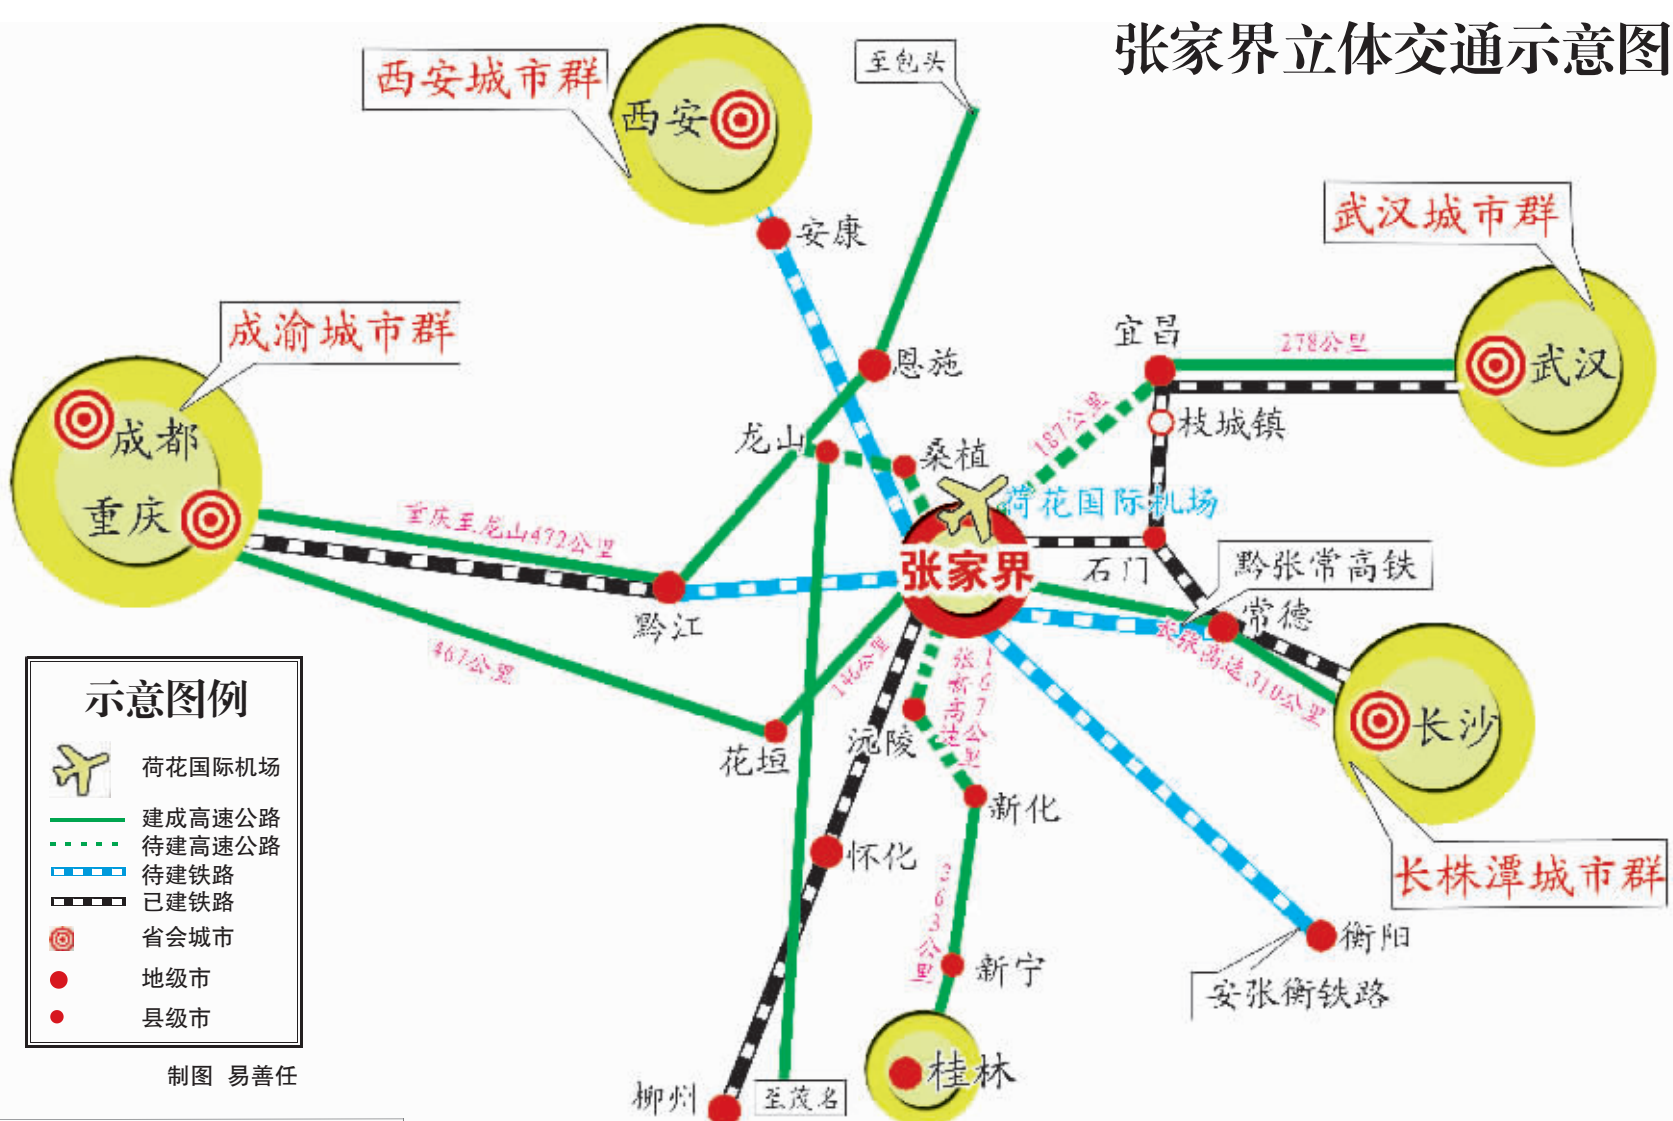 张家界立体交通示意图
西安城市群
至包头
西安
武汉城市群
安康
成渝城市群
宜昌
278公里
恩施
武汉
187公里
枝城镇
成都
龙山
桑植
重庆
重庆至龙山472公里
荷花国际机场
张家界
石门
黔张常高铁
黔江
常德
467公里
146公里
长张高速310公里
张新高速
167公里
长沙
花垣
沅陵
新化
怀化
263公里
长株潭城市群
衡阳
新宁
安张衡铁路
桂林
柳州
至茂名
示意图例
荷花国际机场
建成高速公路
待建高速公路
待建铁路
已建铁路
省会城市
地级市
县级市
制图 易善任